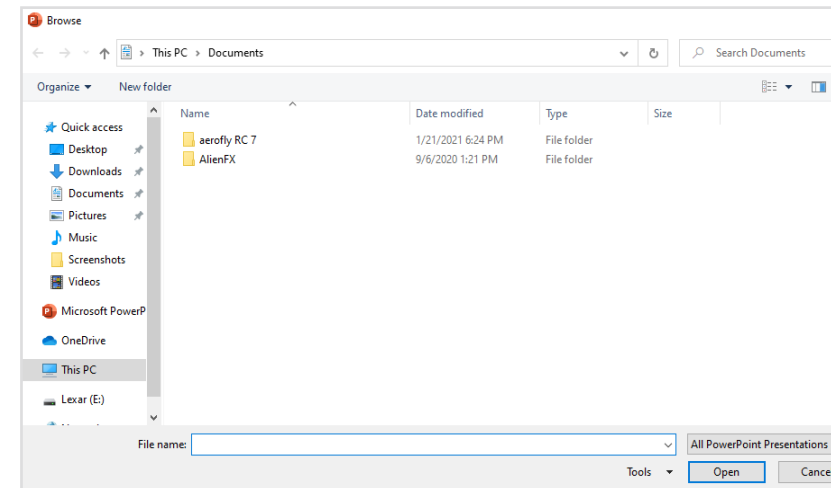 Browse
This PC > Documents
Search Documents
Organize
New folder
Name
Date modified
Type
Size
Quick access
Desktop
Downloads
Documents
Pictures
Music
Screenshots
Videos
Microsoft PowerP
OneDrive
This PC
Lexar (E:)
aerofly RC 7 1/21/2021 6:24 PM File folder
AlienFX 9/6/2020 1:21 PM File folder
File name:
All PowerPoint Presentations
Tools
Open
Cance